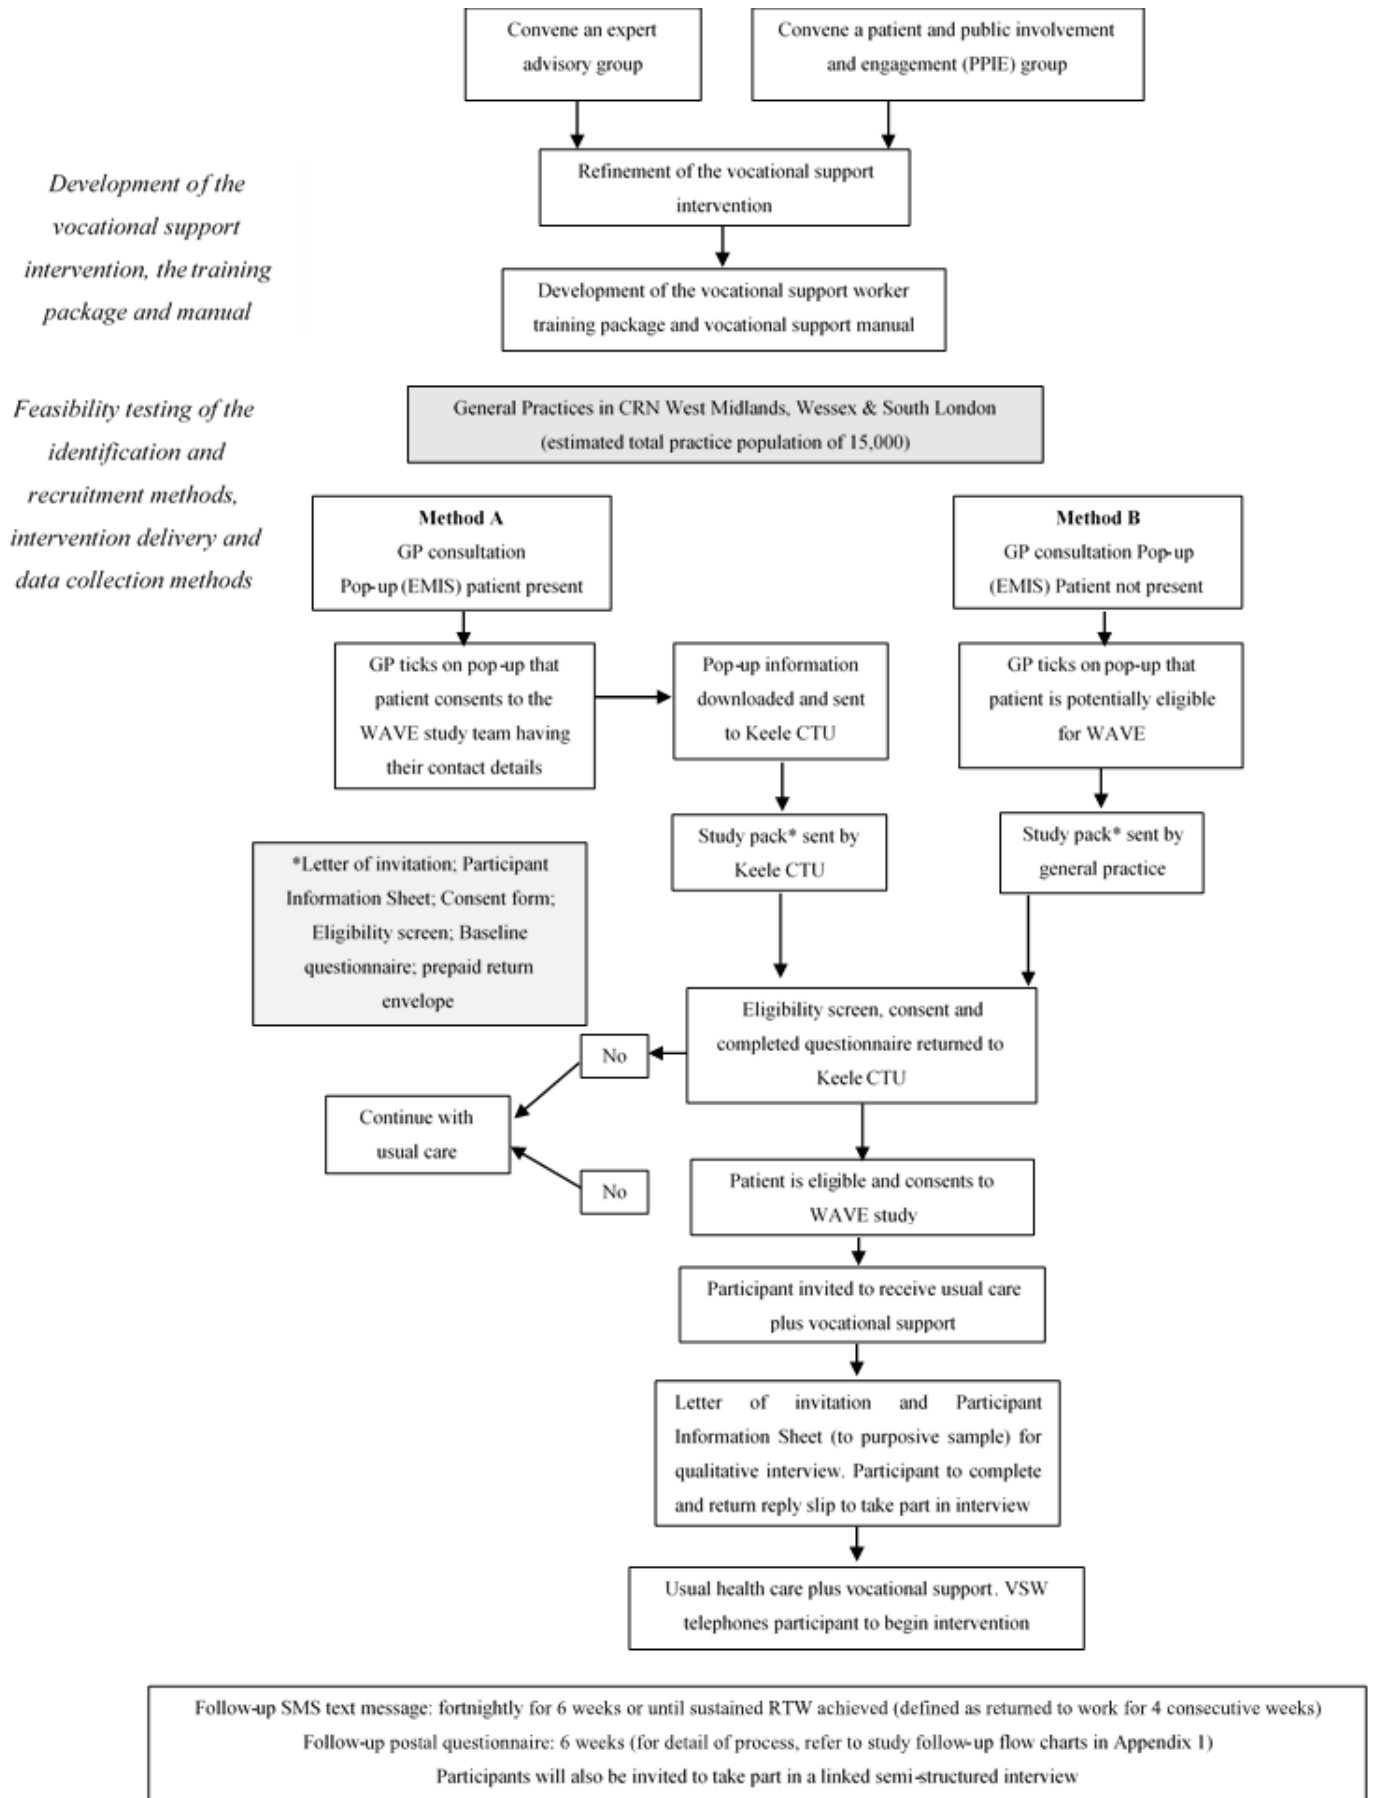 Convene an expert
advisory group
Convene a patient and public involvement
and engagement (PPIE) group
Development of the
vocational support
intervention, the training
package and manual
Refinement of the vocational support
intervention
Development of the vocational support worker
training package and vocational support manual
Feasibility testing of the
identification and
recruitment methods,
intervention delivery and
data collection methods
General Practices in CRN West Midlands, Wessex & South London
(estimated total practice population of 15,000)
Method A
GP consultation
Pop-up (EMIS) patient present
Method B
GP consultation Pop-up
(EMIS) Patient not present
GP ticks on pop-up that
patient consents to the
WAVE study team having
their contact details
Pop-up information
downloaded and sent
to Keele CTU
GP ticks on pop-up that
patient is potentially eligible
for WAVE
Study pack* sent by
Keele CTU
Study pack* sent by
general practice
*Letter of invitation; Participant
Information Sheet; Consent form;
Eligibility screen; Baseline
questionnaire; prepaid return
envelope
Eligibility screen, consent and
completed questionnaire returned to
Keele CTU
No
Continue with
usual care
No
Patient is eligible and consents to
WAVE study
Participant invited to receive usual care
plus vocational support
Letter of invitation and Participant
Information Sheet (to purposive sample) for
qualitative interview. Participant to complete
and return reply slip to take part in interview
Usual health care plus vocational support. VSW
telephones participant to begin intervention
Follow-up SMS text message: fortnightly for 6 weeks or until sustained RTW achieved (defined as returned to work for 4 consecutive weeks)
Follow-up postal questionnaire: 6 weeks (for detail of process, refer to study follow-up flow charts in Appendix 1)
Participants will also be invited to take part in a linked semi-structured interview